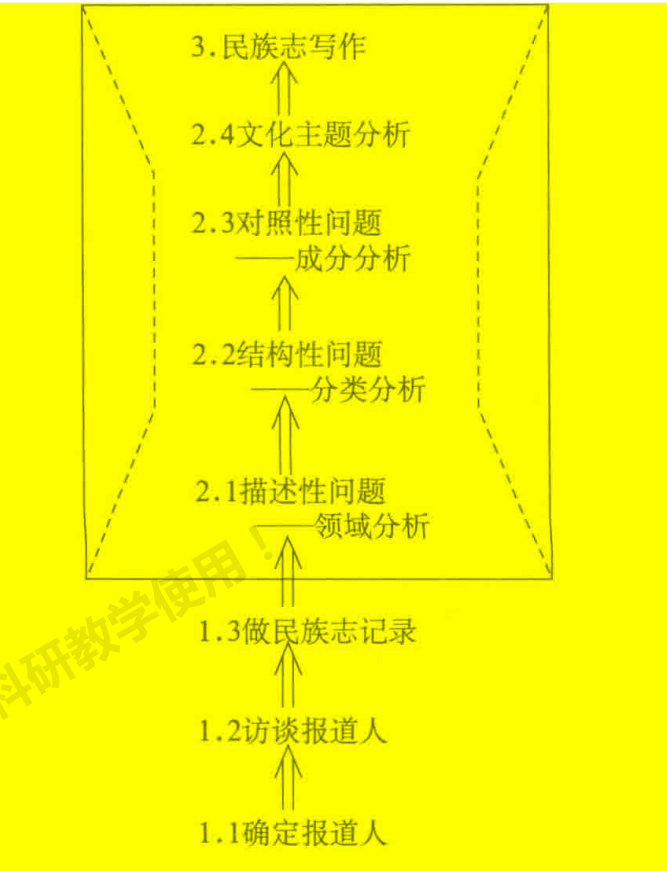 3.民族志写作
2.4文化主题分析
2.3对照性问题
——成分分析
2.2结构性问题
——分类分析
2.1描述性问题
——领域分析
1.3做民族志记录
1.2访谈报道人
1.1确定报道人
科研教学使用！